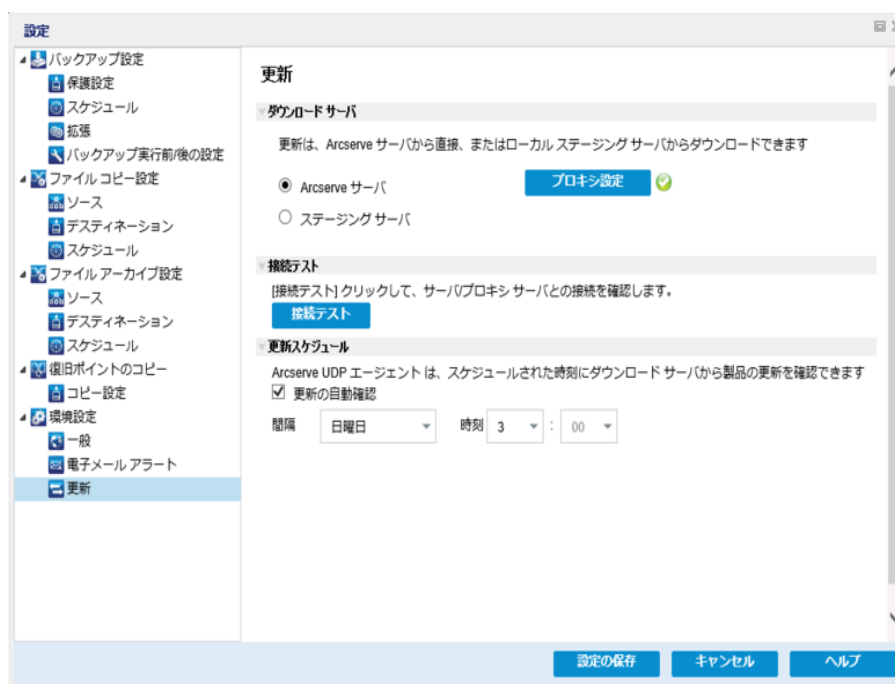 設定
バックアップ設定
保護設定
スケジュール
拡張
バックアップ実行前/後の設定
ファイル コピー設定
ソース
デスティネーション
スケジュール
ファイル アーカイブ設定
ソース
デスティネーション
スケジュール
復旧ポイントのコピー
コピー設定
環境設定
一般
電子メール アラート
更新
更新
ダウンロード サーバ
更新は、Arcserve サーバから直接、またはローカル ステージング サーバからダウンロードできます
Arcserve サーバ
プロキシ設定
ステージング サーバ
接続テスト
[接続テスト] クリックして、サーバ/プロキシ サーバとの接続を確認します。
接続テスト
更新スケジュール
Arcserve UDP エージェント は、スケジュールされた時刻にダウンロード サーバから製品の更新を確認できます
更新の自動確認
間隔 日曜日 時刻 3 : 00
設定の保存 キャンセル ヘルプ